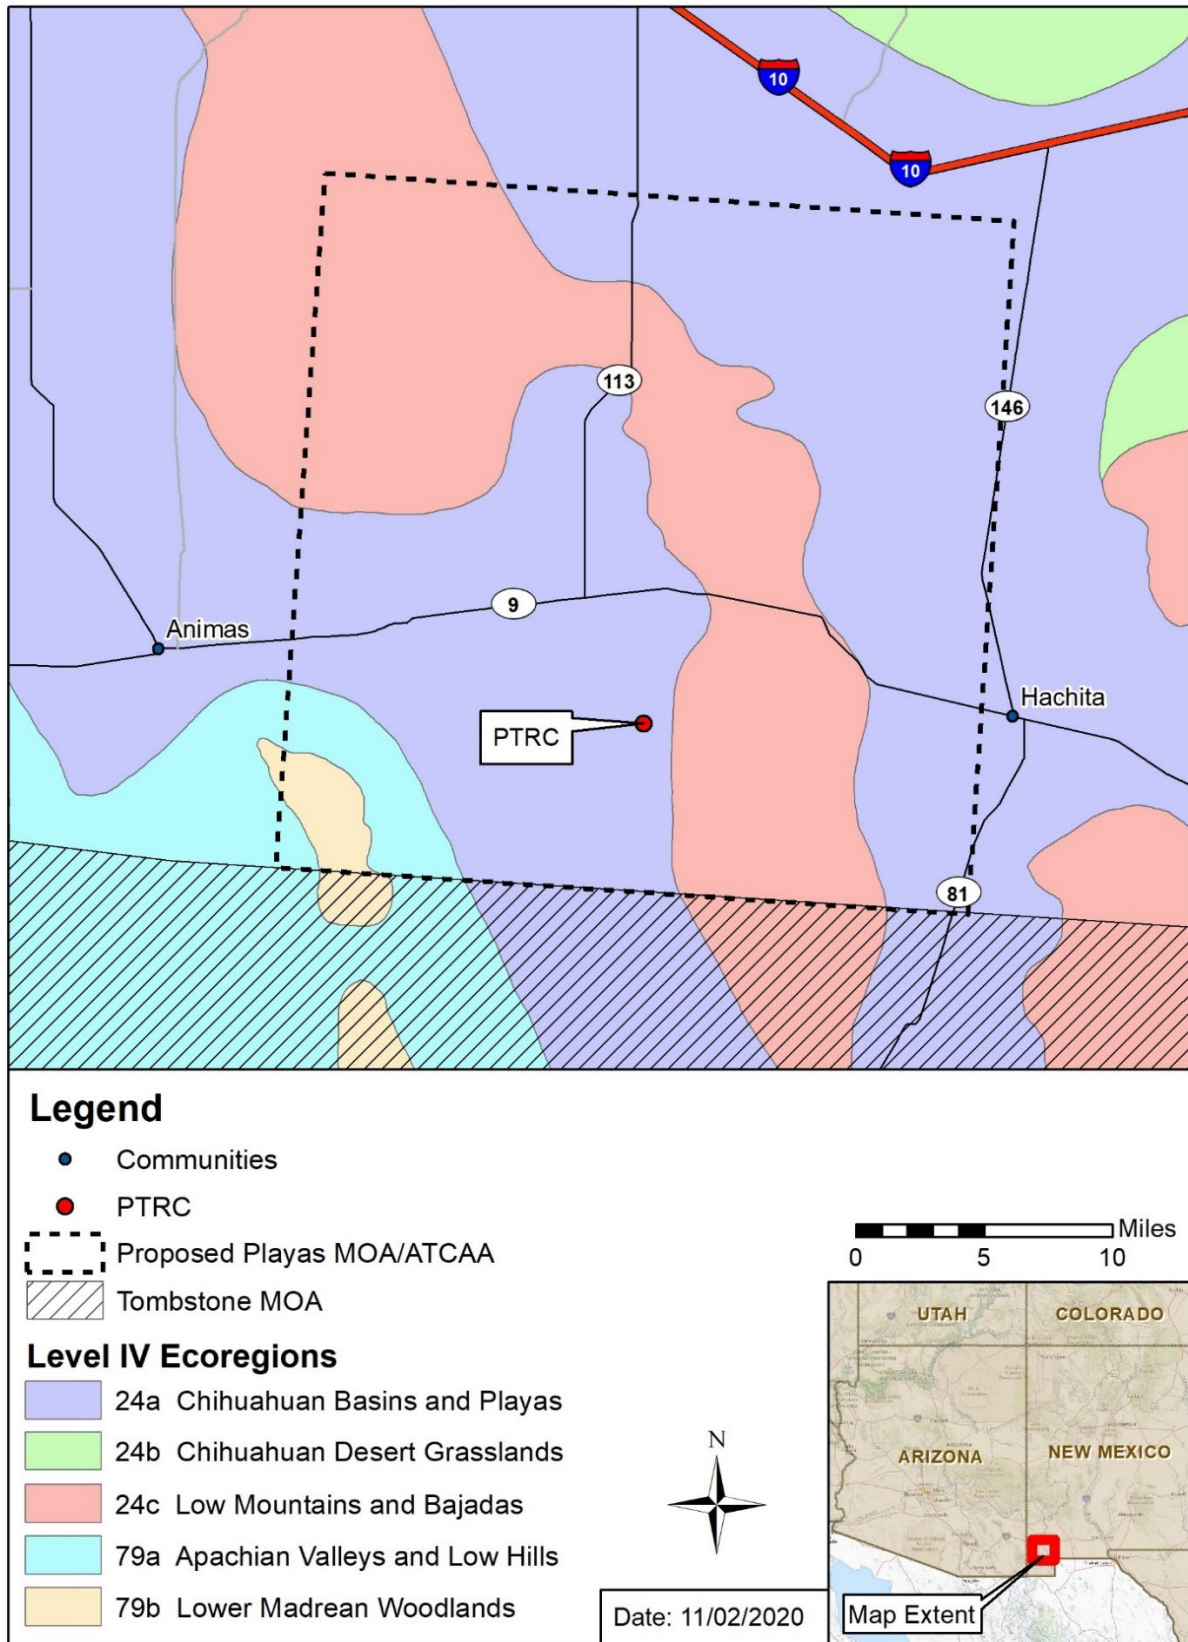 10
10
113
146
9
Animas
Hachita
PTRC
81
Legend
Communities
PTRC
Proposed Playas MOA/ATCAA
Tombstone MOA
Level IV Ecoregions
24a Chihuahuan Basins and Playas
24b Chihuahuan Desert Grasslands
24c Low Mountains and Bajadas
79a Apachian Valleys and Low Hills
79b Lower Madrean Woodlands
N
Date: 11/02/2020
Miles
0 5 10
UTAH COLORADO
ARIZONA NEW MEXICO
Map Extent